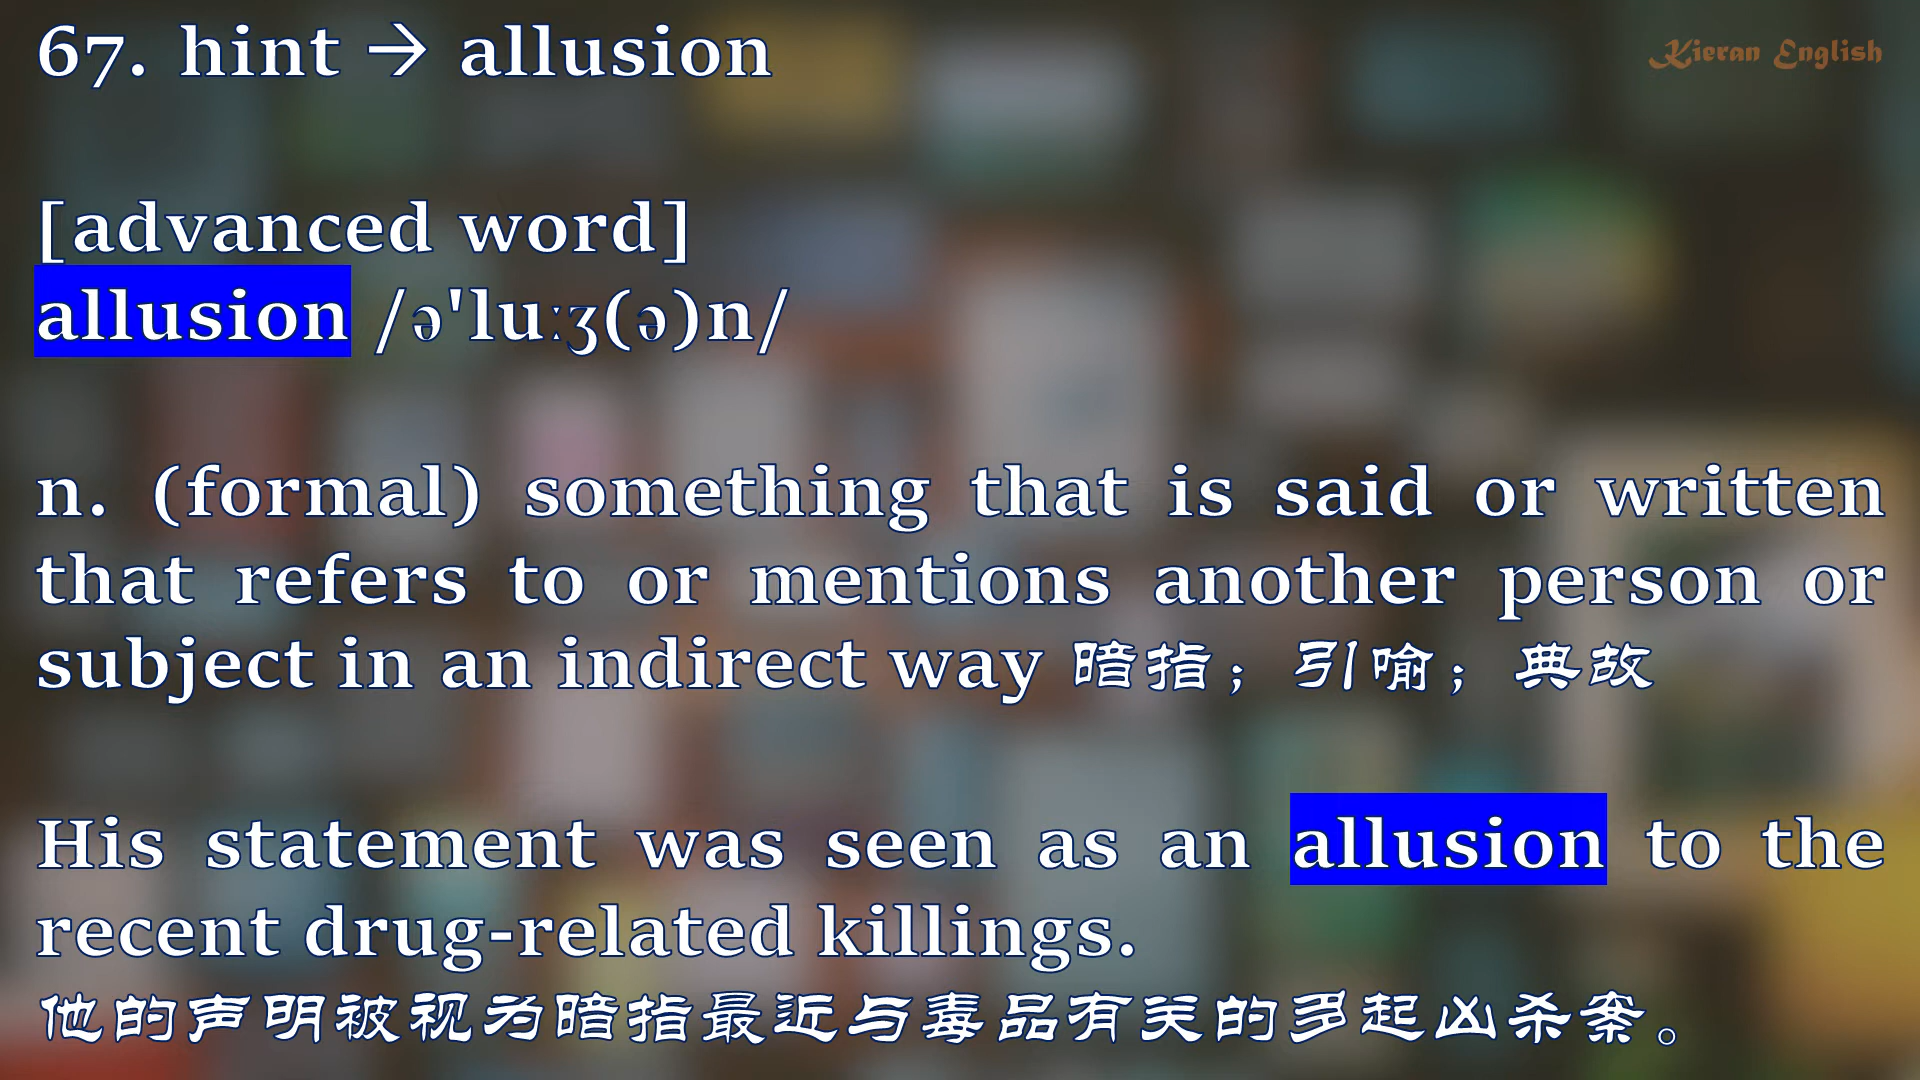 67. hint → allusion
Kieran English
[advanced word]
allusion /ə'luːʒ(ə)n/
n. (formal) something that is said or written
that refers to or mentions another person or
subject in an indirect way 暗指；引喻；典故
His statement was seen as an allusion to the
recent drug-related killings.
他的声明被视为暗指最近与毒品有关的多起凶杀案。